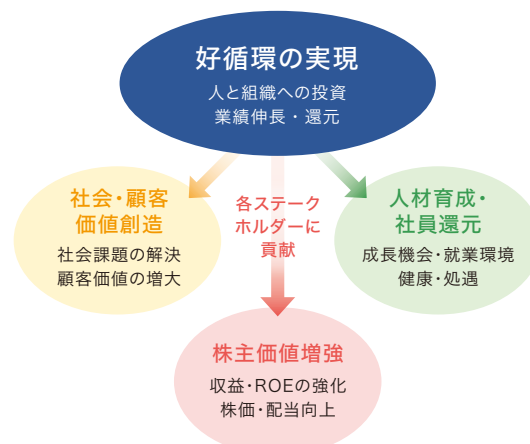 好循環の実現
人と組織への投資
業績伸長・還元
社会・顧客
価値創造
社会課題の解決
顧客価値の増大
各ステーク
ホルダーに
貢献
人材育成・
社員還元
成長機会・就業環境
健康・処遇
株主価値増強
収益・ROEの強化
株価・配当向上